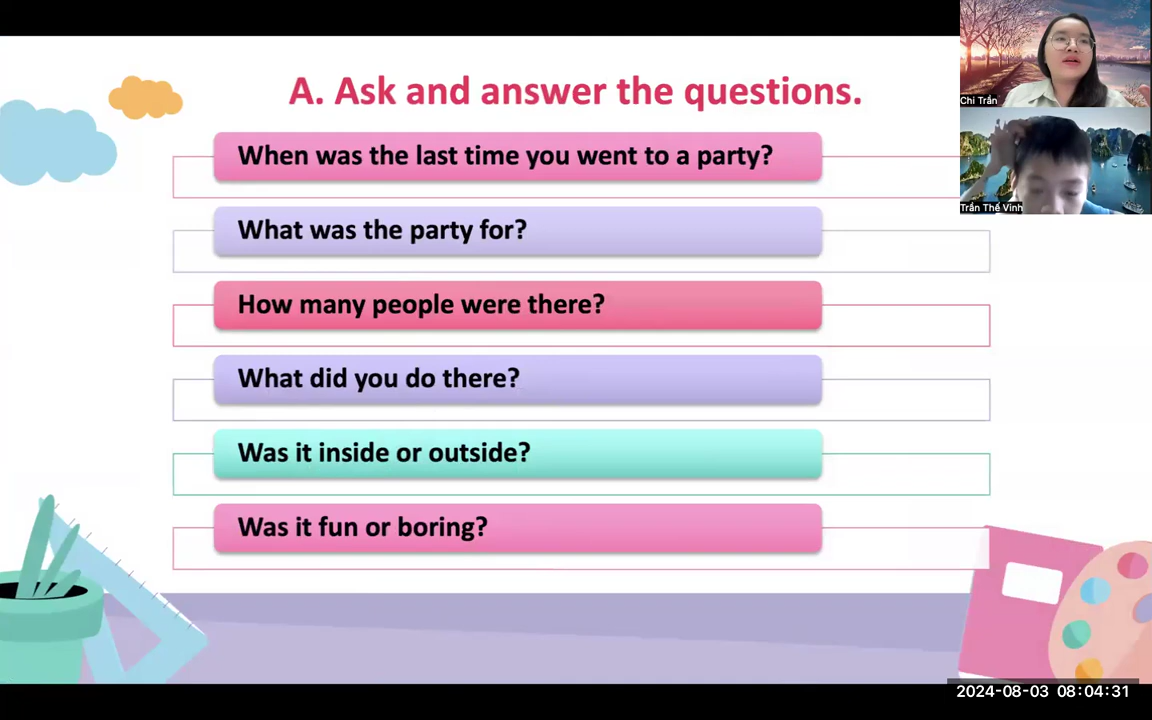 A. Ask and answer the questions.
When was the last time you went to a party?
What was the party for?
How many people were there?
What did you do there?
Was it inside or outside?
Was it fun or boring?
Chi Trần
Trần Thế Vinh
2024-08-03 08:04:31